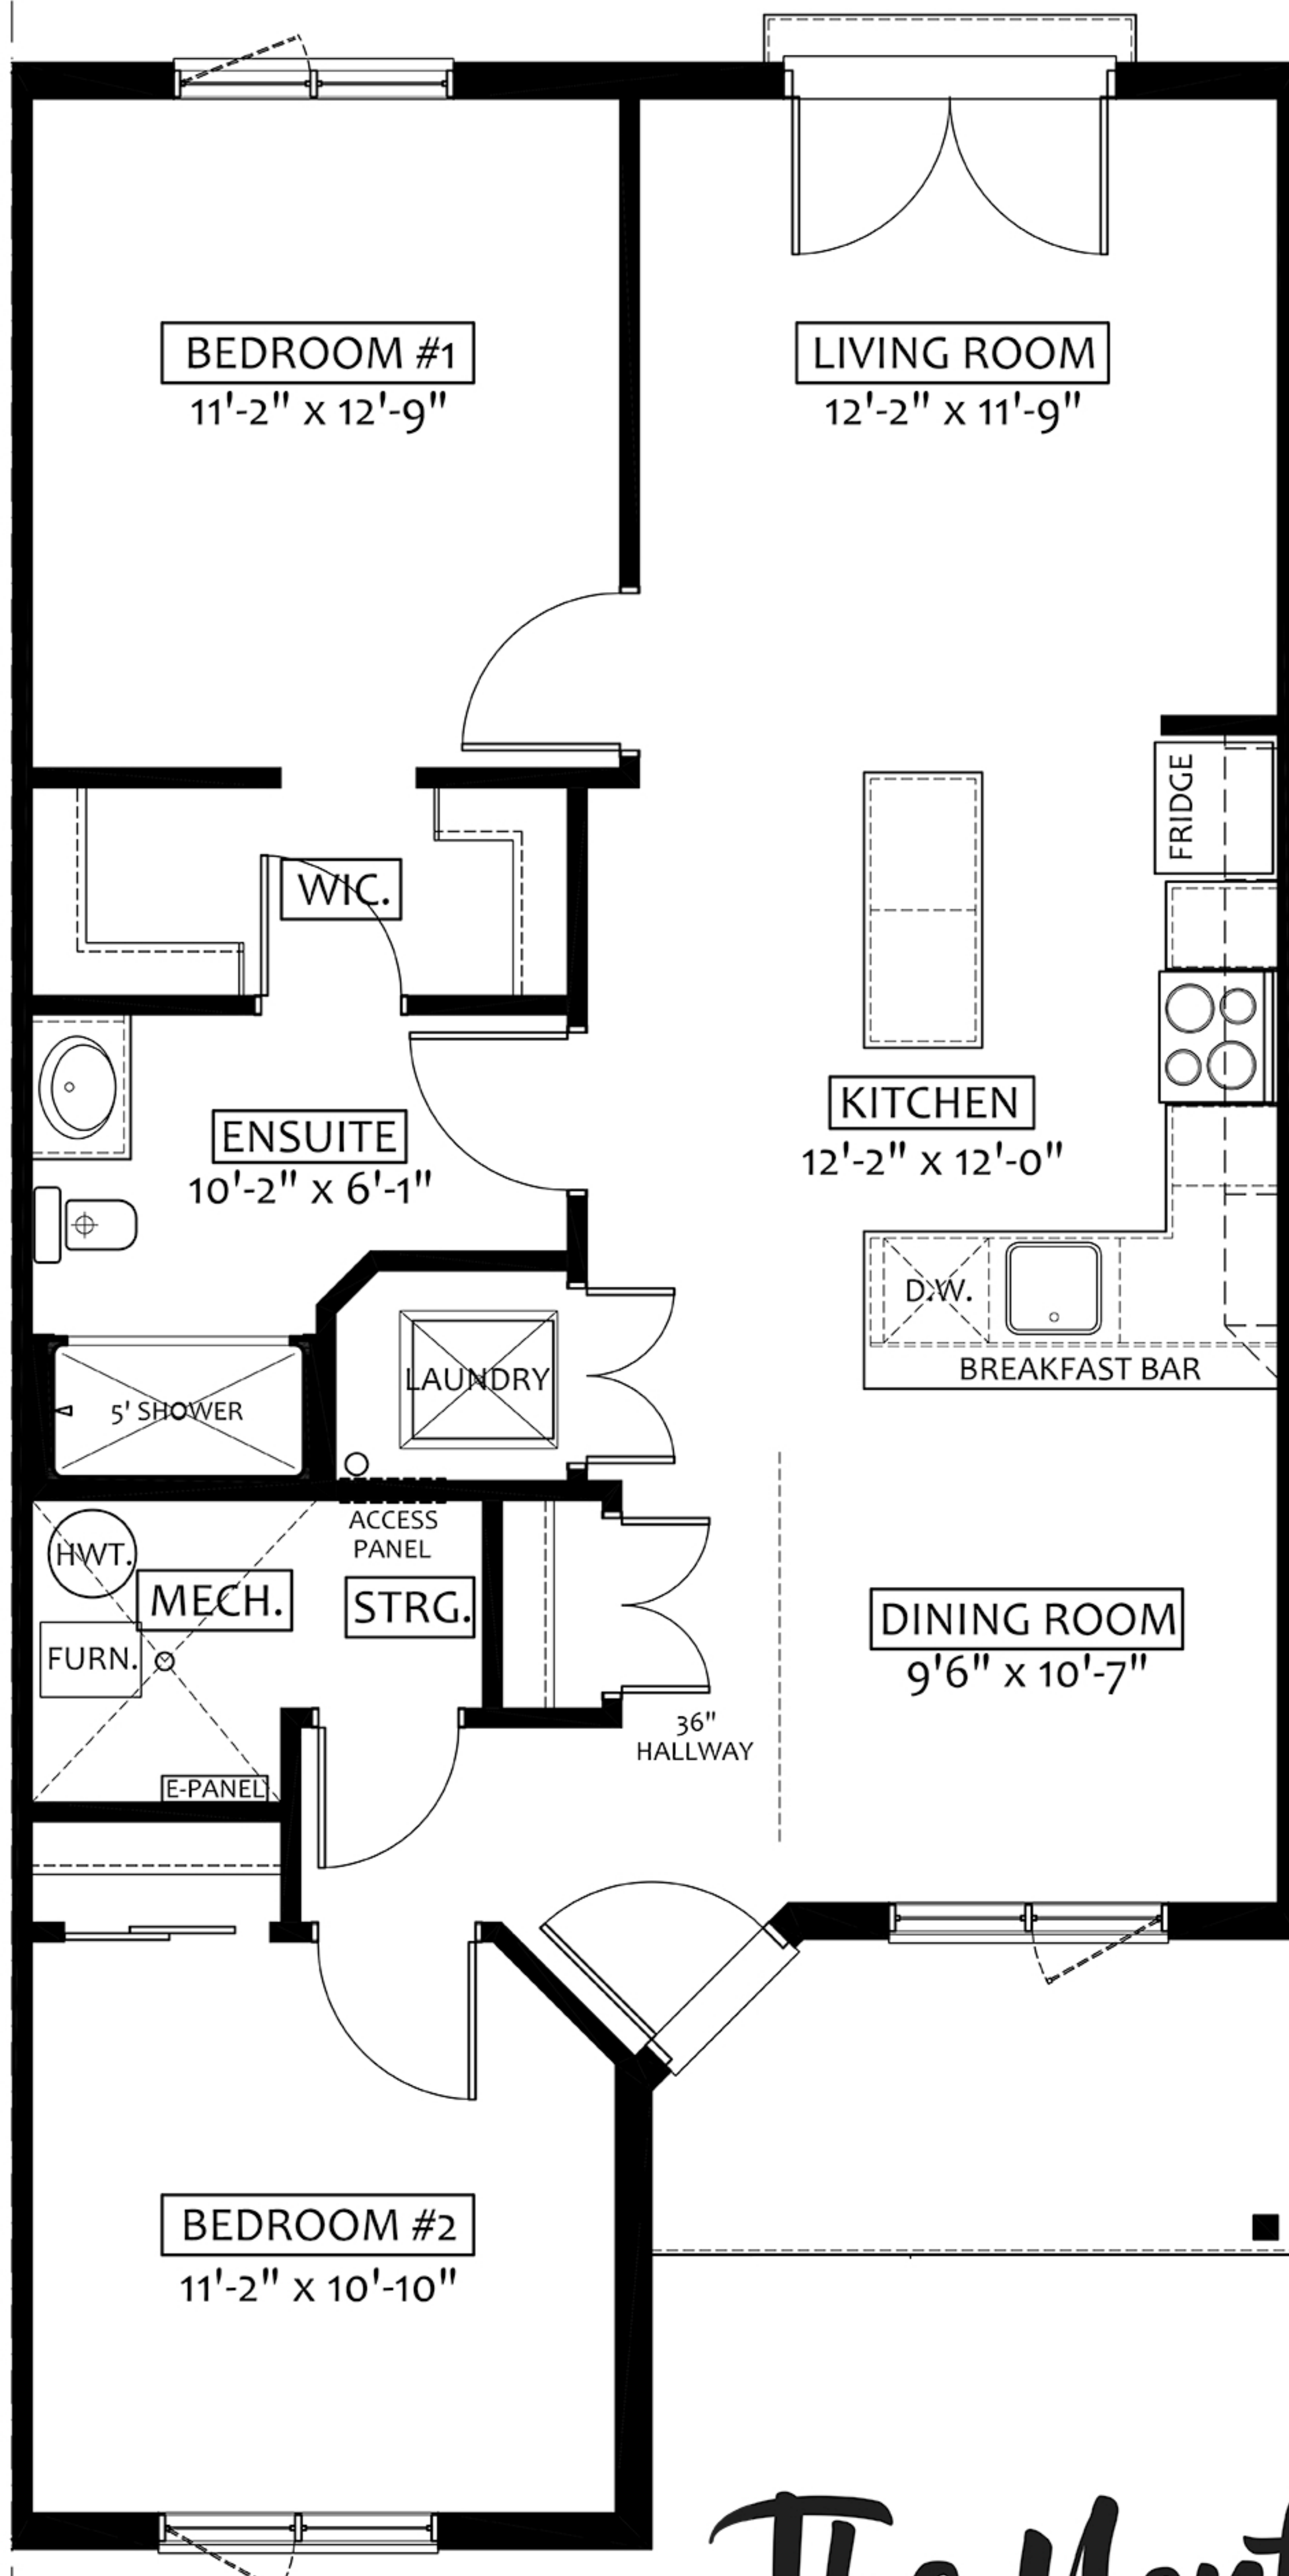 BEDROOM #1
11'-2" x 12'-9"
LIVING ROOM
12'-2" x 11'-9"
FRIDGE
WIC.
KITCHEN
12'-2" x 12'-0"
ENSUITE
10'-2" x 6'-1"
D.W.
BREAKFAST BAR
LAUNDRY
5' SHOWER
ACCESS
PANEL
HWT.
MECH.
STRG.
FURN.
DINING ROOM
9'6" x 10'-7"
36"
HALLWAY
E-PANEL
BEDROOM #2
11'-2" x 10'-10"
The